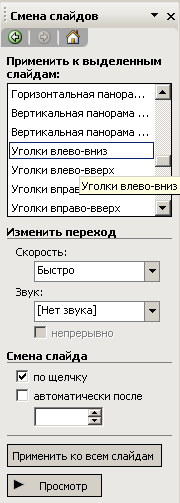 Смена слайдов
Применить к выделенным
слайдам:
Горизонтальная панора...
Вертикальная панорама ...
Вертикальная панорама ...
Уголки влево-вниз
Уголки влево-вверх
Уголки вправо
Уголки влево-вниз
Уголки вправо-вверх
Изменить переход
Скорость:
Быстро
Звук:
[Нет звука]
непрерывно
Смена слайда
по щелчку
автоматически после
Применить ко всем слайдам
Просмотр